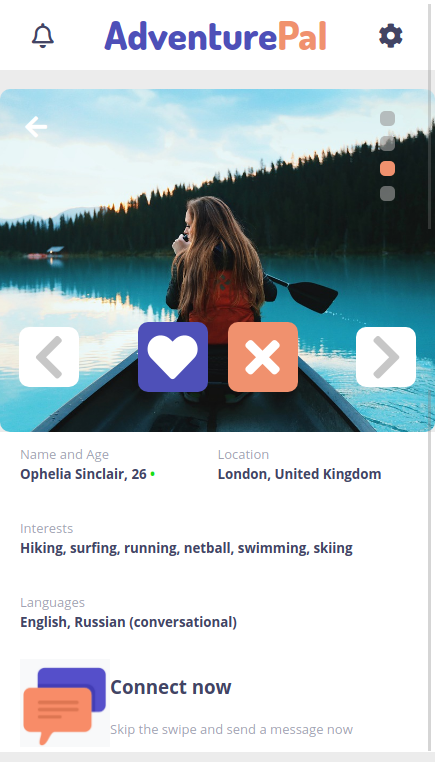 AdventurePal
Name and Age
Ophelia Sinclair, 26
Location
London, United Kingdom
Interests
Hiking, surfing, running, netball, swimming, skiing
Languages
English, Russian (conversational)
Connect now
Skip the swipe and send a message now